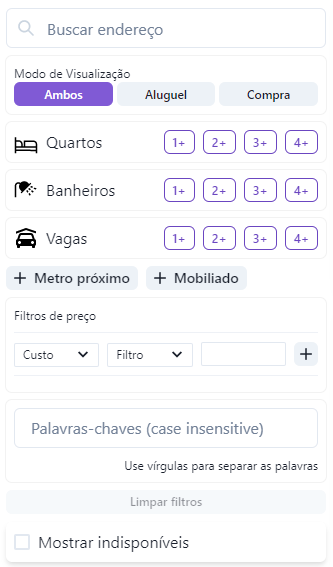 Buscar endereço
Modo de Visualização
Ambos Aluguel Compra
Quartos 1+ 2+ 3+ 4+
Banheiros 1+ 2+ 3+ 4+
Vagas 1+ 2+ 3+ 4+
+ Metro próximo + Mobiliado
Filtros de preço
Custo Filtro +
Palavras-chaves (case insensitive)
Use vírgulas para separar as palavras
Limpar filtros
Mostrar indisponíveis